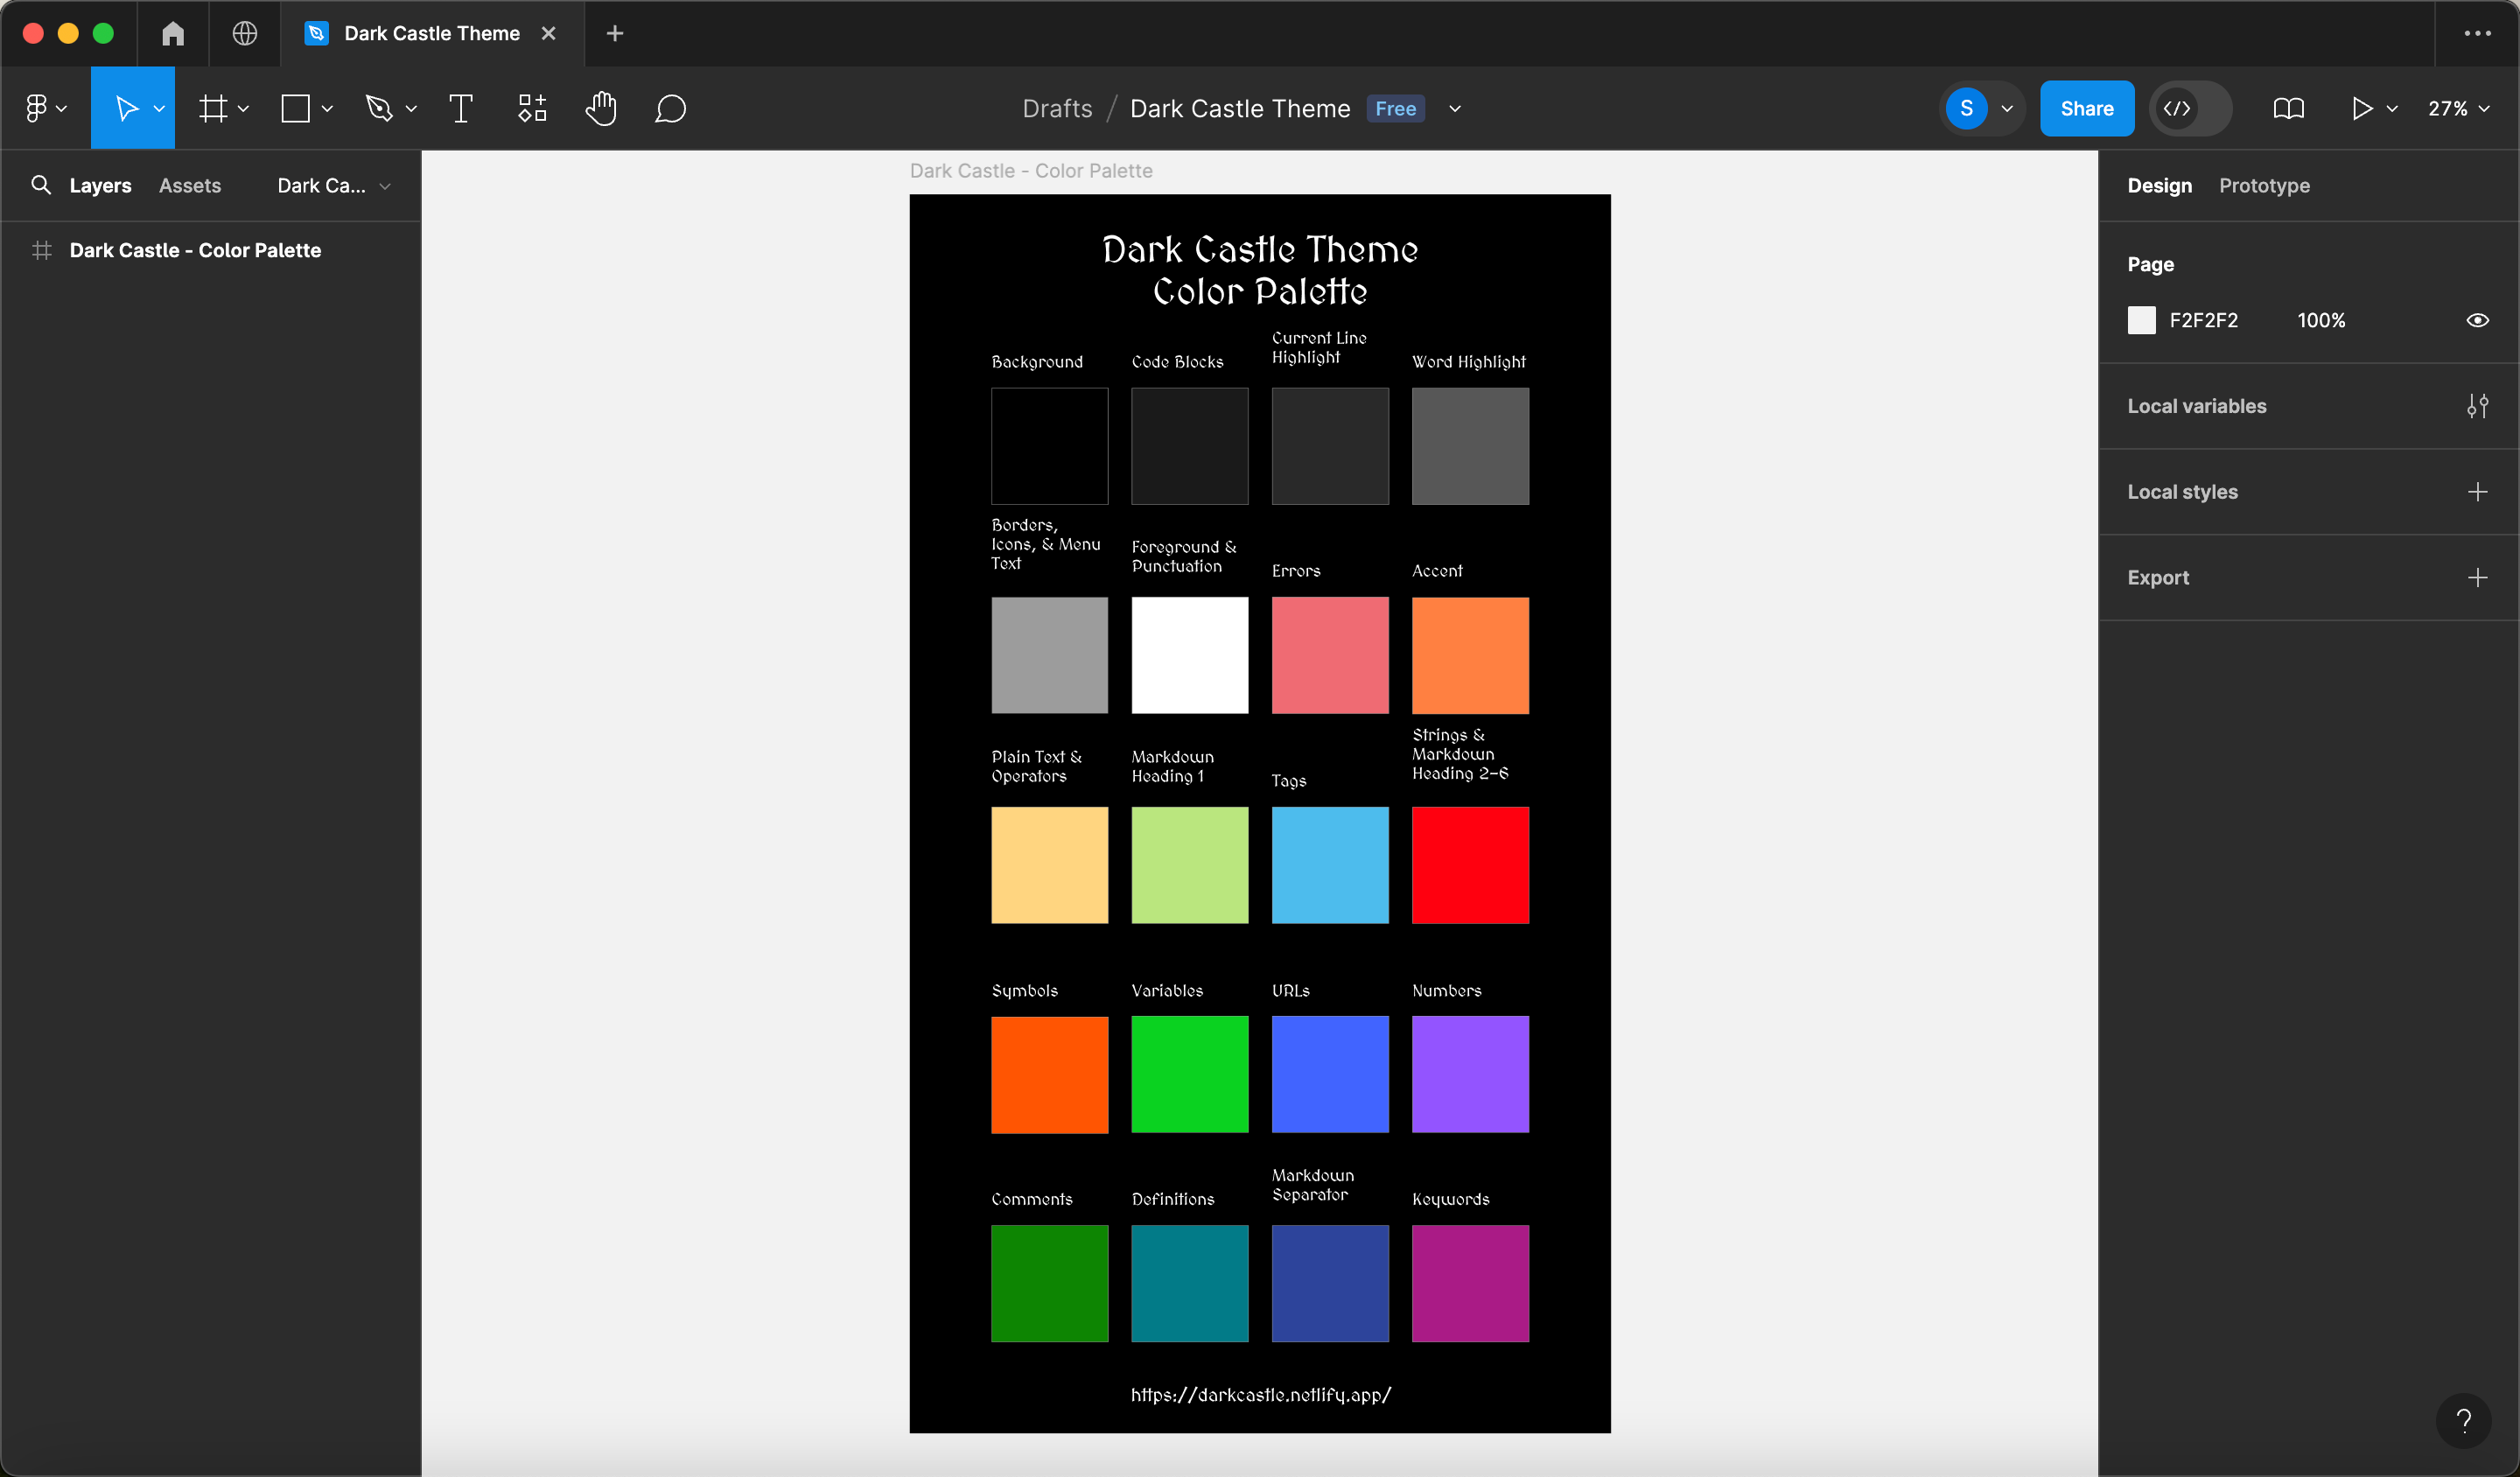 Dark Castle Theme
Drafts / Dark Castle Theme Free
S
Share
27%
Layers Assets Dark Ca...
Dark Castle - Color Palette
Dark Castle - Color Palette
Dark Castle Theme
Color Palette
Background
Code Blocks
Current Line
Highlight
Word Highlight
Borders,
Icons, & Menu
Text
Foreground &
Punctuation
Errors
Accent
Plain Text &
Operators
Markdown
Heading 1
Tags
Strings &
Markdown
Heading 2-6
Symbols
Variables
URLs
Numbers
Comments
Definitions
Markdown
Separator
Keywords
https://darkcastle.netlify.app/
Design Prototype
Page
F2F2F2 100%
Local variables
Local styles
Export
?